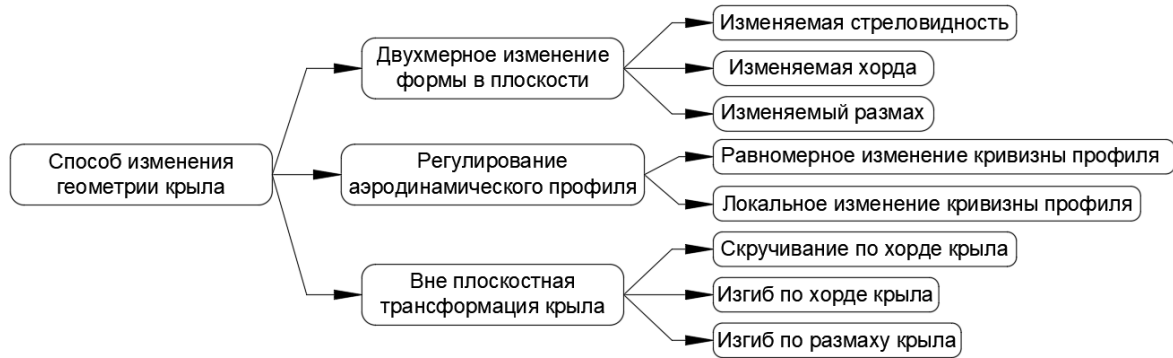 Способ изменения
геометрии крыла
Двухмерное изменение
формы в плоскости
Изменяемая стреловидность
Изменяемая хорда
Изменяемый размах
Регулирование
аэродинамического профиля
Равномерное изменение кривизны профиля
Локальное изменение кривизны профиля
Вне плоскостная
трансформация крыла
Скручивание по хорде крыла
Изгиб по хорде крыла
Изгиб по размаху крыла